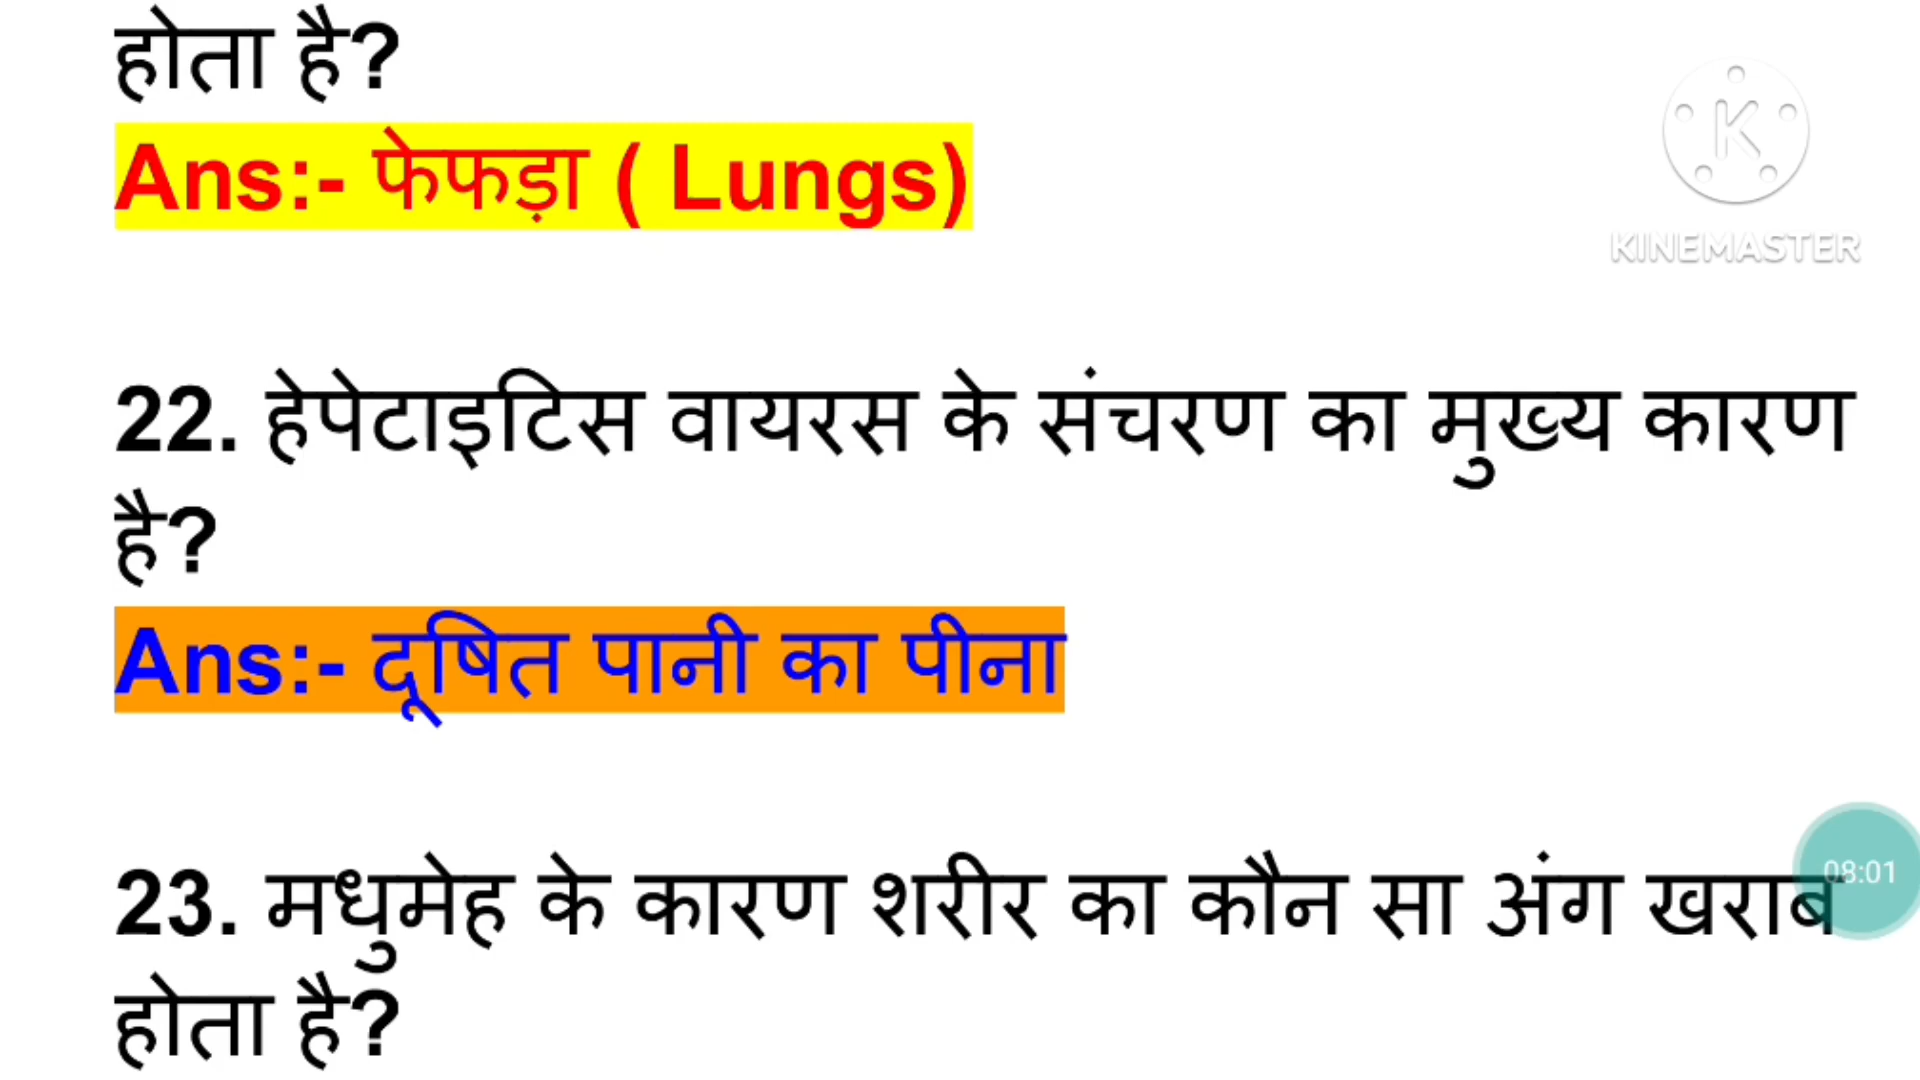 होता है?
Ans:- फेफड़ा ( Lungs)
KINEMASTER
22. हेपेटाइटिस वायरस के संचरण का मुख्य कारण
है?
Ans:- दूषित पानी का पीना
23. मधुमेह के कारण शरीर का कौन सा अंग खराब
08:01
होता है?